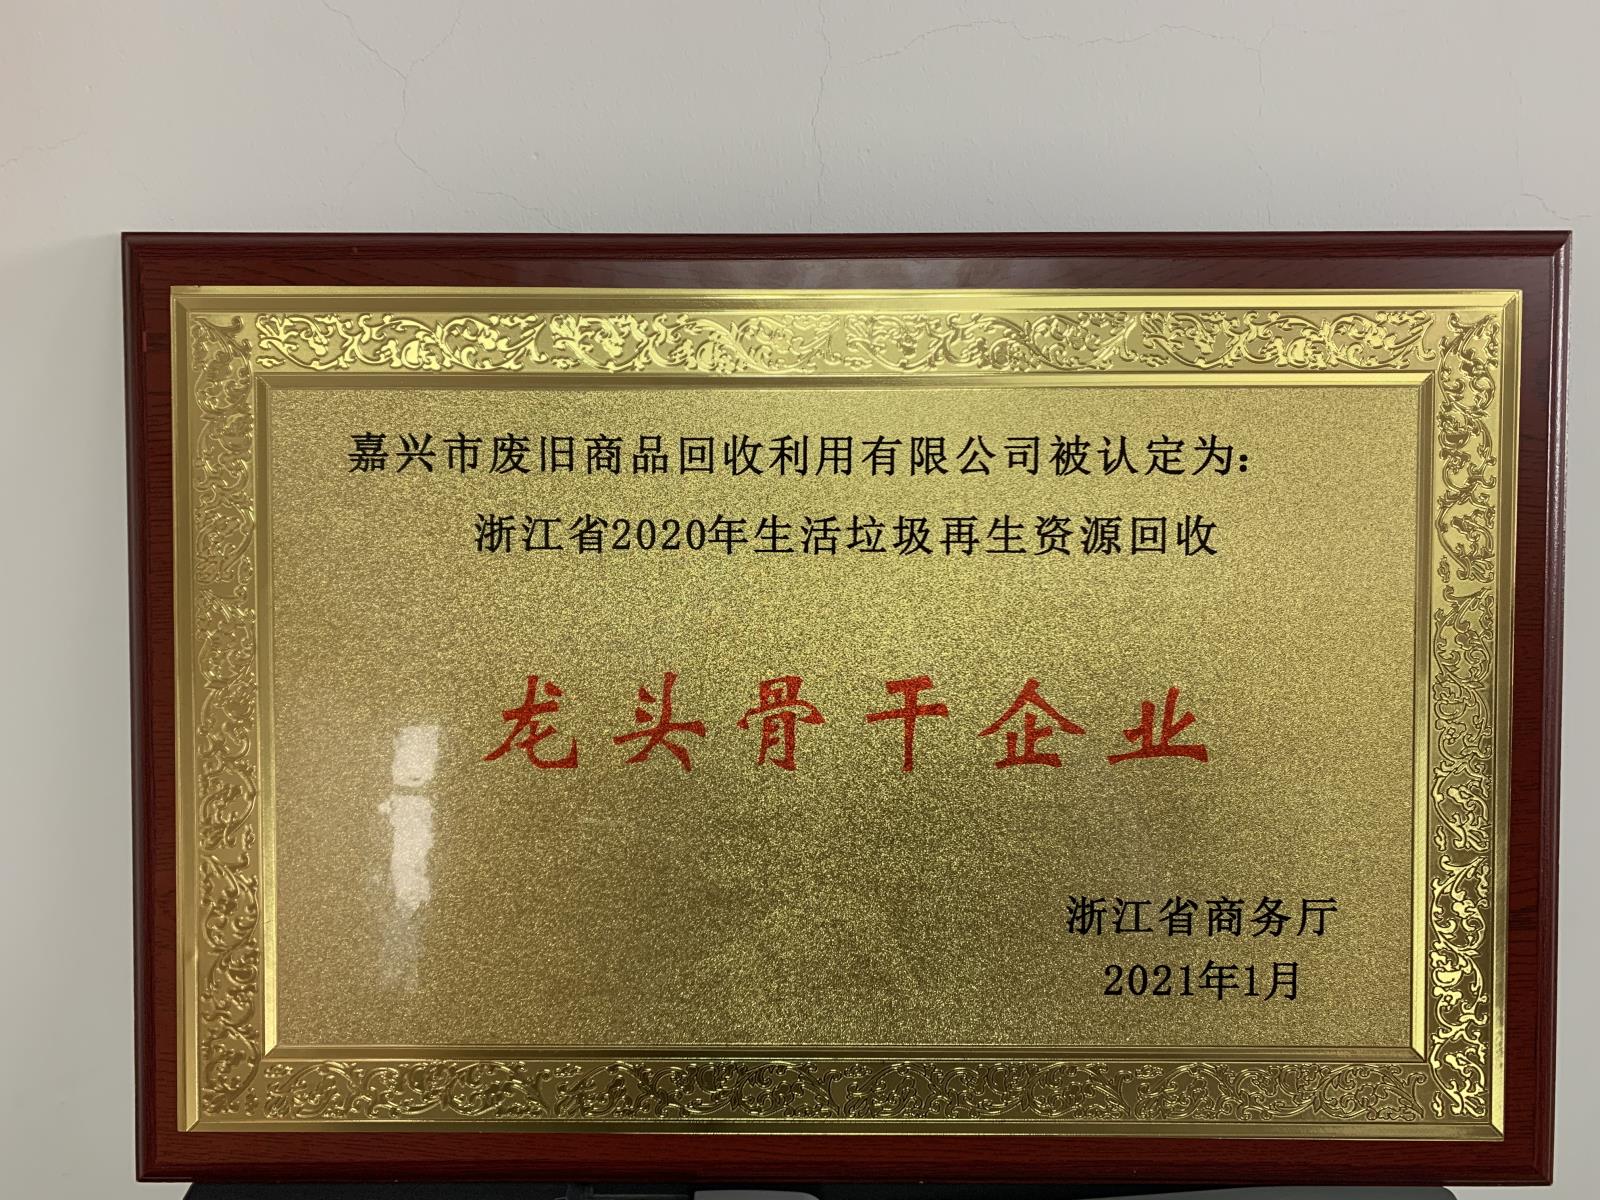 嘉兴市废旧商品回收利用有限公司被认定为:
浙江省2020年生活垃圾再生资源回收
龙头骨干企业
浙江省商务厅
2021年1月